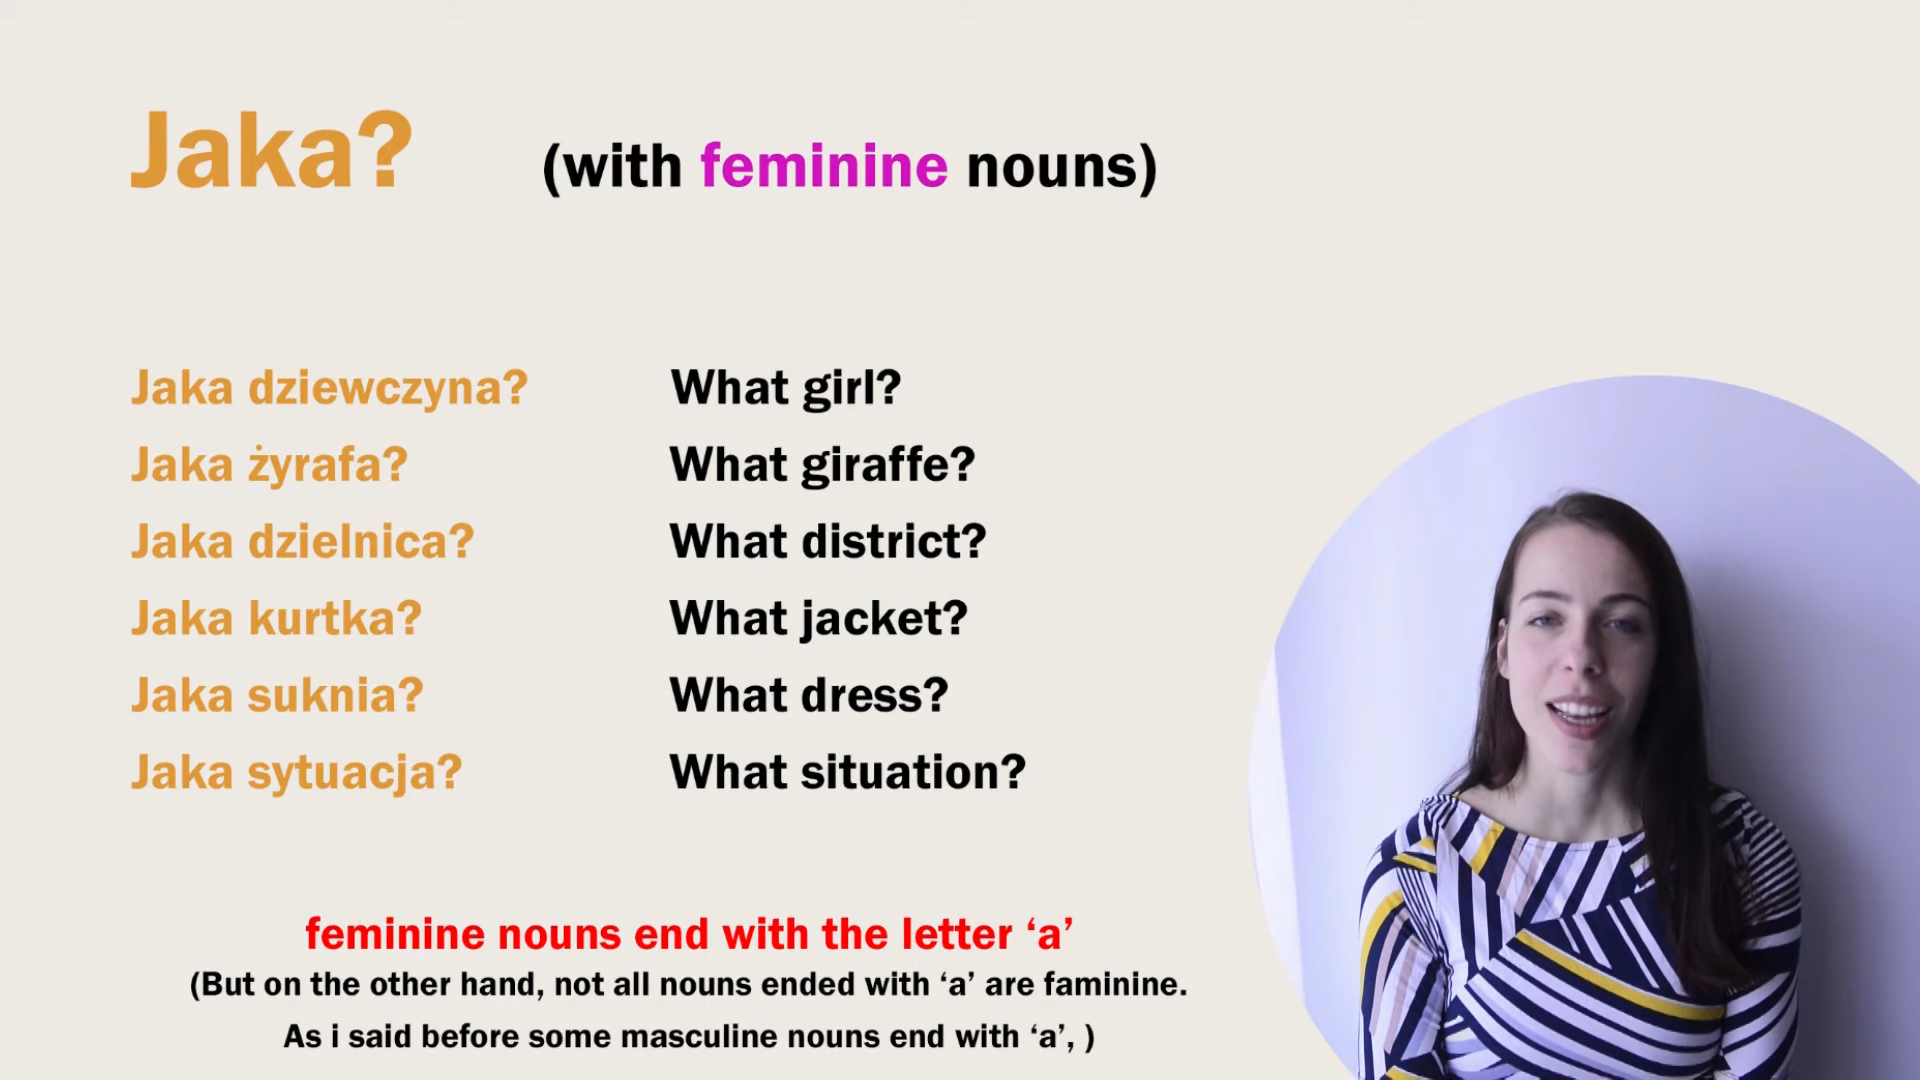 Jaka? (with feminine nouns)
Jaka dziewczyna? What girl?
Jaka żyrafa? What giraffe?
Jaka dzielnica? What district?
Jaka kurtka? What jacket?
Jaka suknia? What dress?
Jaka sytuacja? What situation?
feminine nouns end with the letter ‘a’
(But on the other hand, not all nouns ended with ‘a’ are faminine.
As i said before some masculine nouns end with ‘a’, )